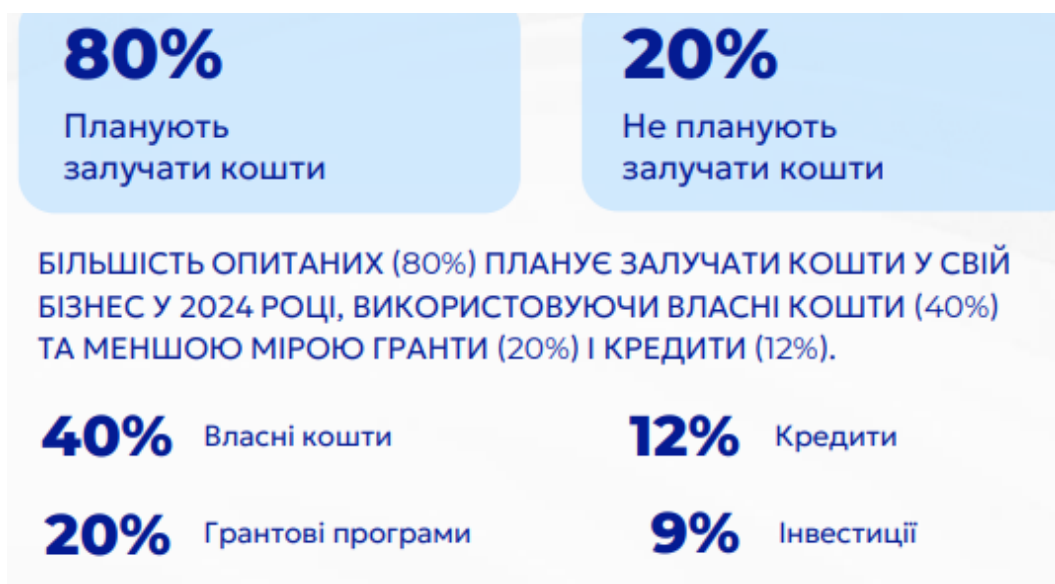 80%
Планують
залучати кошти
20%
Не планують
залучати кошти
БІЛЬШІСТЬ ОПИТАНИХ (80%) ПЛАНУЄ ЗАЛУЧАТИ КОШТИ У СВІЙ
БІЗНЕС У 2024 РОЦІ, ВИКОРИСТОВУЮЧИ ВЛАСНІ КОШТИ (40%)
ТА МЕНШОЮ МІРОЮ ГРАНТИ (20%) І КРЕДИТИ (12%).
40% Власні кошти
12% Кредити
20% Грантові програми
9% Інвестиції